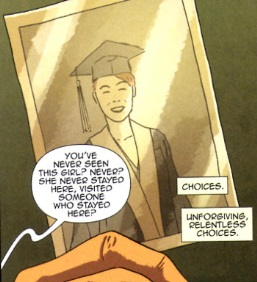 YOU'VE
NEVER SEEN
THIS GIRL? NEVER?
SHE NEVER STAYED
HERE, VISITED
SOMEONE
WHO STAYED
HERE?
CHOICES.
UNFORGIVING,
RELENTLESS
CHOICES.